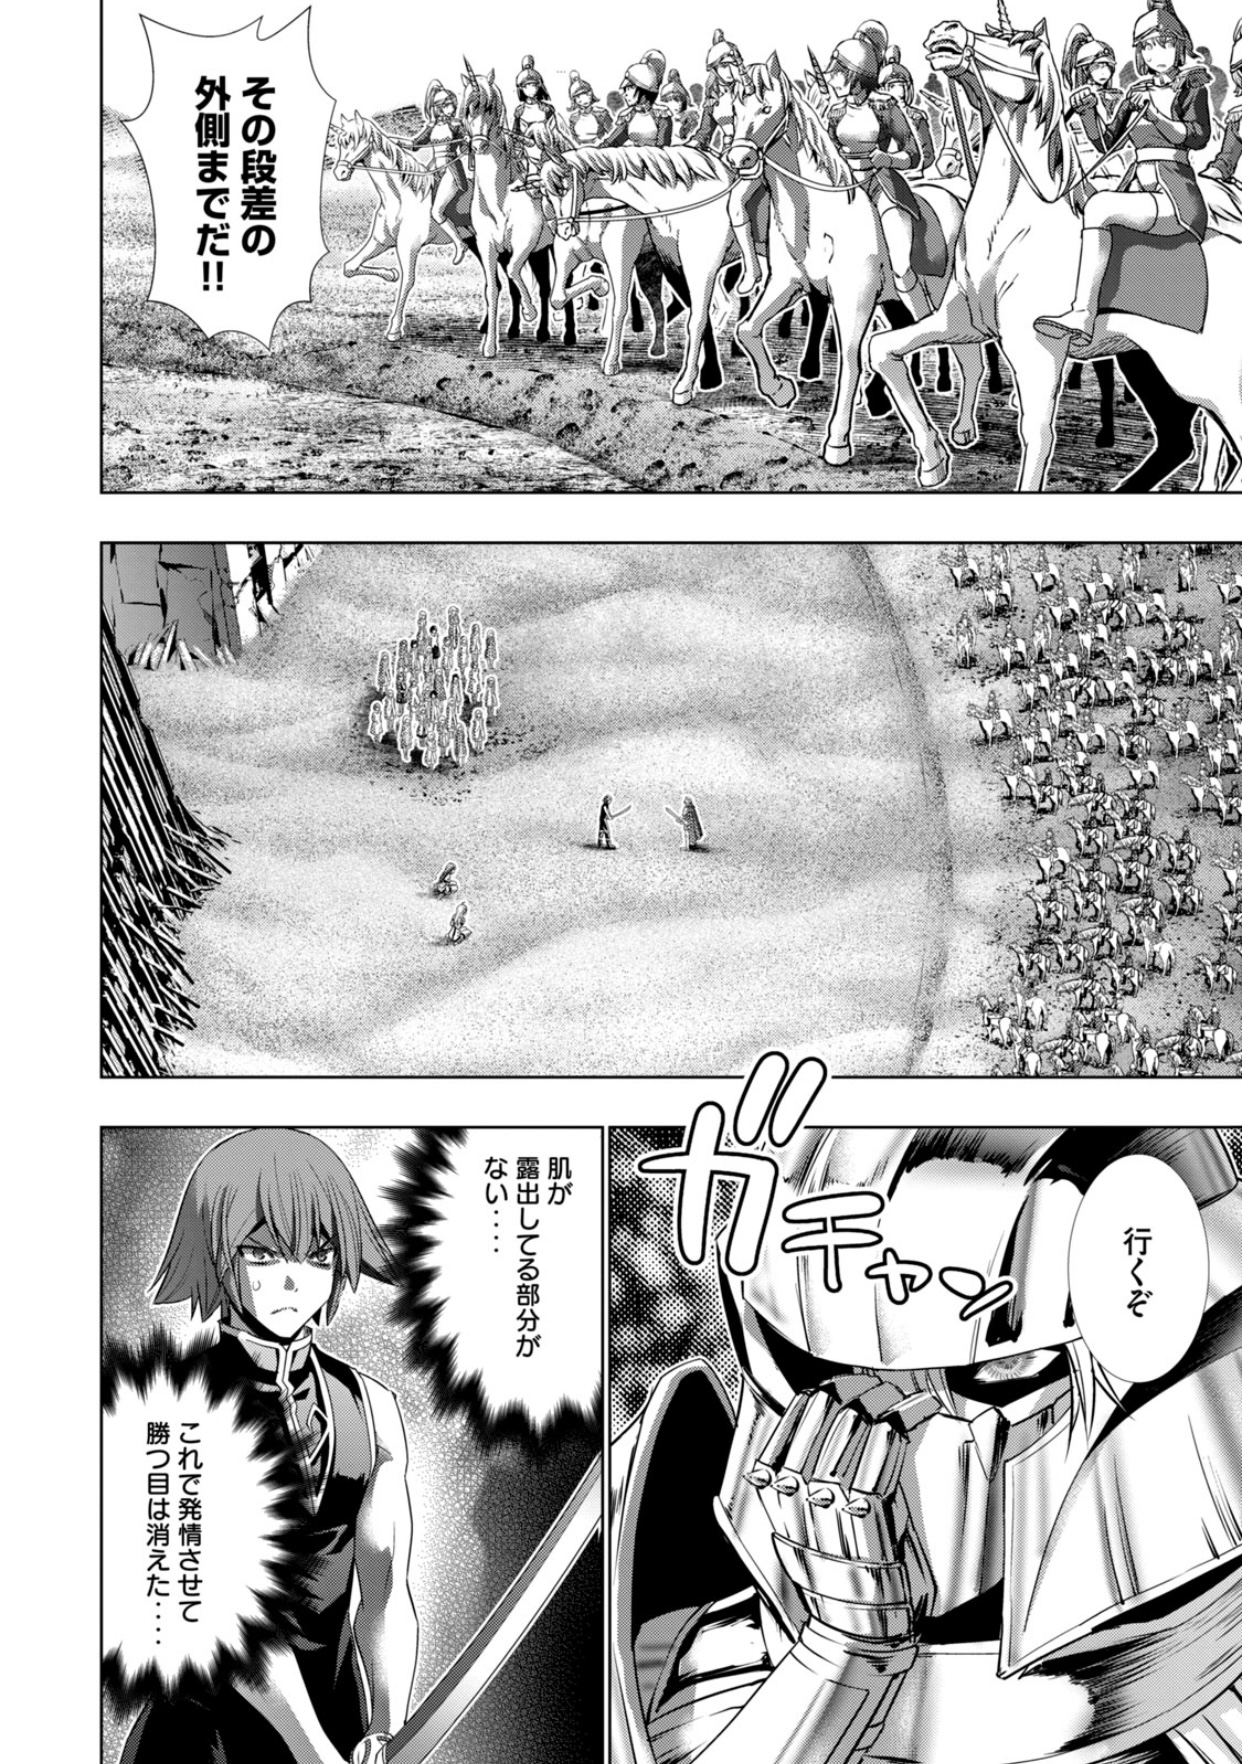 その段差の
外側までだ!!
行くぞ
ガチャン
肌が
露出してる部分が
ない‥‥
これで発情させて
勝つ目は消えた‥‥